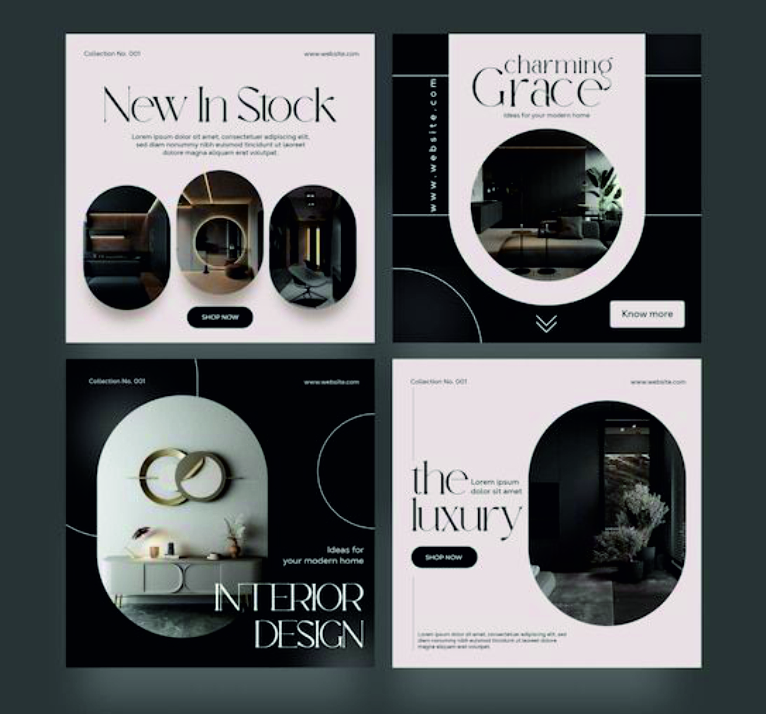 Collection No. 001
www.website.com
New In Stock
Lorem ipsum dolor sit amet, consectetuer adipiscing elit,
sed diam nonummy nibh euismod tincidunt ut laoreet
dolore magna aliquam erat volutpat.
SHOP NOW
charming
Grace
Ideas for your modern home
www.website.com
Know more
Collection No. 001
www.website.com
Ideas for
your modern home
INTERIOR
DESIGN
Collection No. 001
www.website.com
the
Lorem ipsum
dolor sit amet
luxury
SHOP NOW
Lorem ipsum dolor sit amet, consectetuer adipiscing elit, sed
diam nonummy nibh euismod tincidunt ut laoreet dolore
magna aliquam erat volutpat.